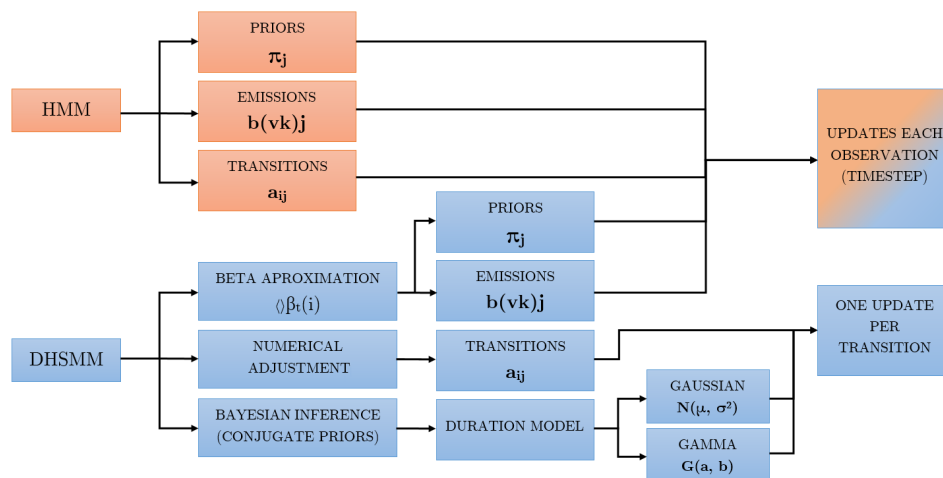 HMM
PRIORS
πj
EMISSIONS
b(vk)j
TRANSITIONS
aij
UPDATES EACH
OBSERVATION
(TIMESTEP)
DHSMM
BETA APROXIMATION
⟨⟩βt(i)
PRIORS
πj
EMISSIONS
b(vk)j
NUMERICAL
ADJUSTMENT
TRANSITIONS
aij
BAYESIAN INFERENCE
(CONJUGATE PRIORS)
DURATION MODEL
GAUSSIAN
N(μ, σ²)
GAMMA
G(a, b)
ONE UPDATE
PER
TRANSITION